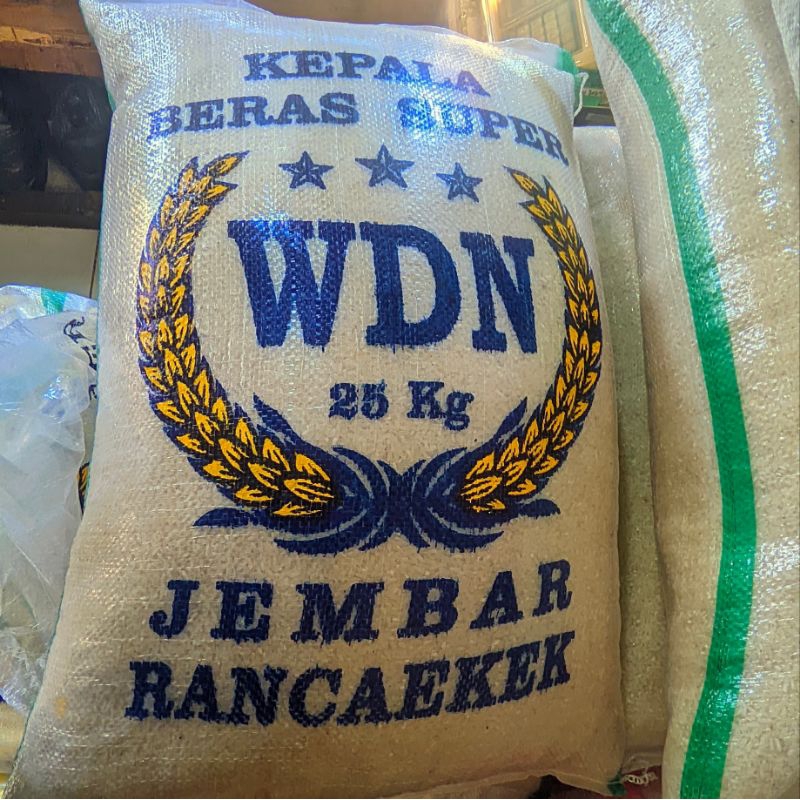 KEPALA
BERAS SUPER
WDN
25 Kg
JEMBAR
RANCAEKEK